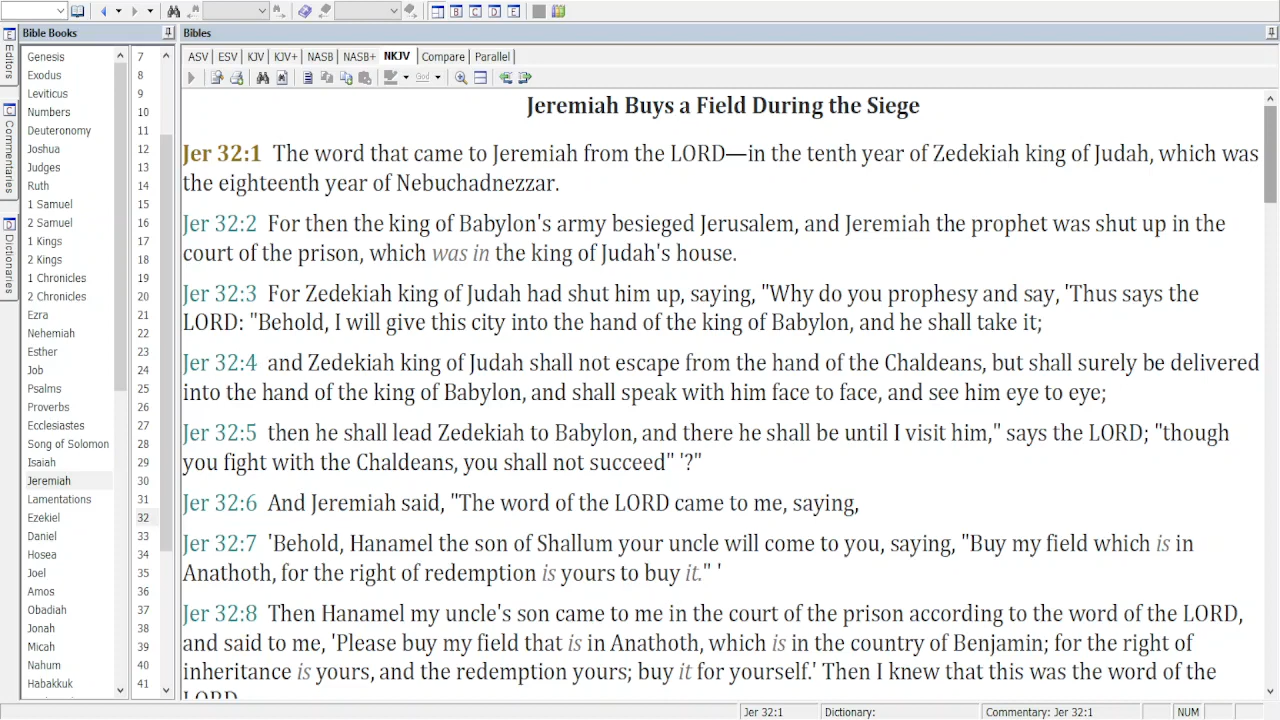 Bible Books
Bibles
Editors
Commentaries
Dictionaries
ASV ESV KJV KJV+ NASB NASB+ NKJV Compare Parallel
B C D E
God
Genesis 7
Exodus 8
Leviticus 9
Numbers 10
Deuteronomy 11
Joshua 12
Judges 13
Ruth 14
1 Samuel 15
2 Samuel 16
1 Kings 17
2 Kings 18
1 Chronicles 19
2 Chronicles 20
Ezra 21
Nehemiah 22
Esther 23
Job 24
Psalms 25
Proverbs 26
Ecclesiastes 27
Song of Solomon 28
Isaiah 29
Jeremiah 30
Lamentations 31
Ezekiel 32
Daniel 33
Hosea 34
Joel 35
Amos 36
Obadiah 37
Jonah 38
Micah 39
Nahum 40
Habakkuk 41
Jeremiah Buys a Field During the Siege
Jer 32:1 The word that came to Jeremiah from the LORD—in the tenth year of Zedekiah king of Judah, which was
the eighteenth year of Nebuchadnezzar.
Jer 32:2 For then the king of Babylon's army besieged Jerusalem, and Jeremiah the prophet was shut up in the
court of the prison, which was in the king of Judah's house.
Jer 32:3 For Zedekiah king of Judah had shut him up, saying, "Why do you prophesy and say, 'Thus says the
LORD: "Behold, I will give this city into the hand of the king of Babylon, and he shall take it;
Jer 32:4 and Zedekiah king of Judah shall not escape from the hand of the Chaldeans, but shall surely be delivered
into the hand of the king of Babylon, and shall speak with him face to face, and see him eye to eye;
Jer 32:5 then he shall lead Zedekiah to Babylon, and there he shall be until I visit him," says the LORD; "though
you fight with the Chaldeans, you shall not succeed" '?"
Jer 32:6 And Jeremiah said, "The word of the LORD came to me, saying,
Jer 32:7 'Behold, Hanamel the son of Shallum your uncle will come to you, saying, "Buy my field which is in
Anathoth, for the right of redemption is yours to buy it." '
Jer 32:8 Then Hanamel my uncle's son came to me in the court of the prison according to the word of the LORD,
and said to me, 'Please buy my field that is in Anathoth, which is in the country of Benjamin; for the right of
inheritance is yours, and the redemption yours; buy it for yourself.' Then I knew that this was the word of the
LORD.
Jer 32:1 Dictionary: Commentary: Jer 32:1 NUM